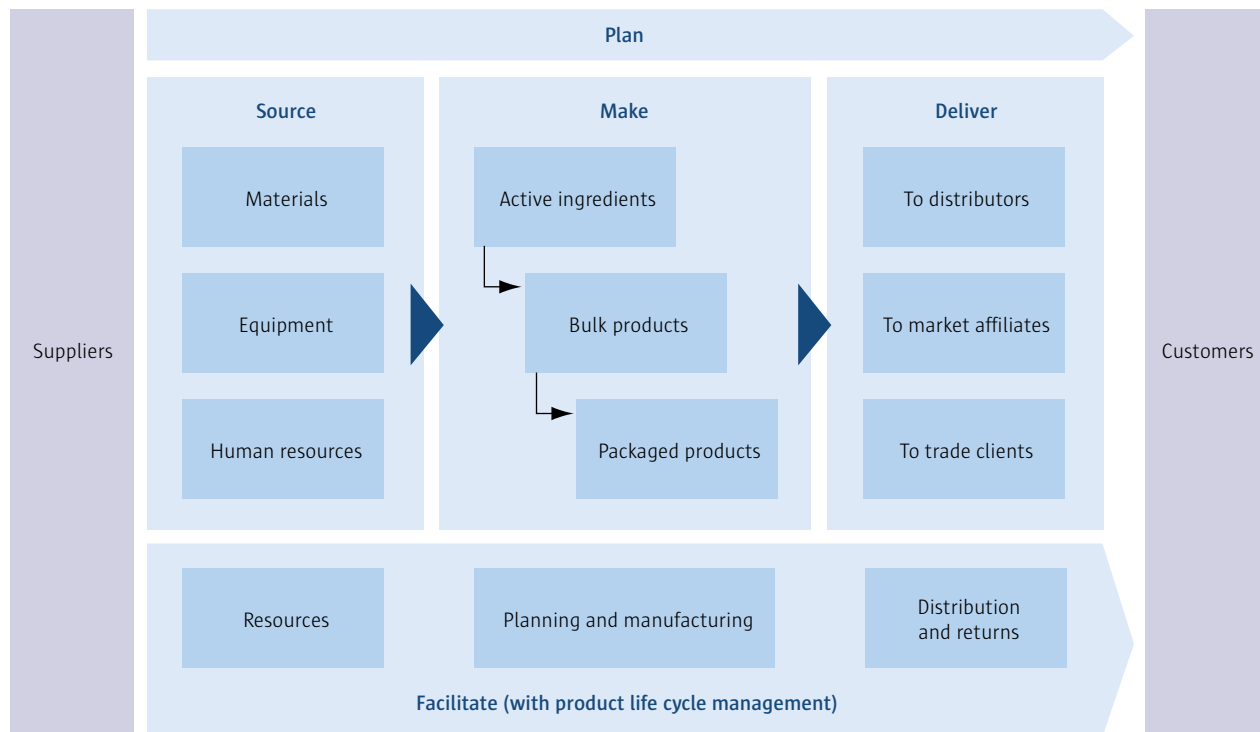 Plan
Suppliers
Source
Materials
Equipment
Human resources
Make
Active ingredients
Bulk products
Packaged products
Deliver
To distributors
To market affiliates
To trade clients
Customers
Resources
Planning and manufacturing
Distribution
and returns
Facilitate (with product life cycle management)